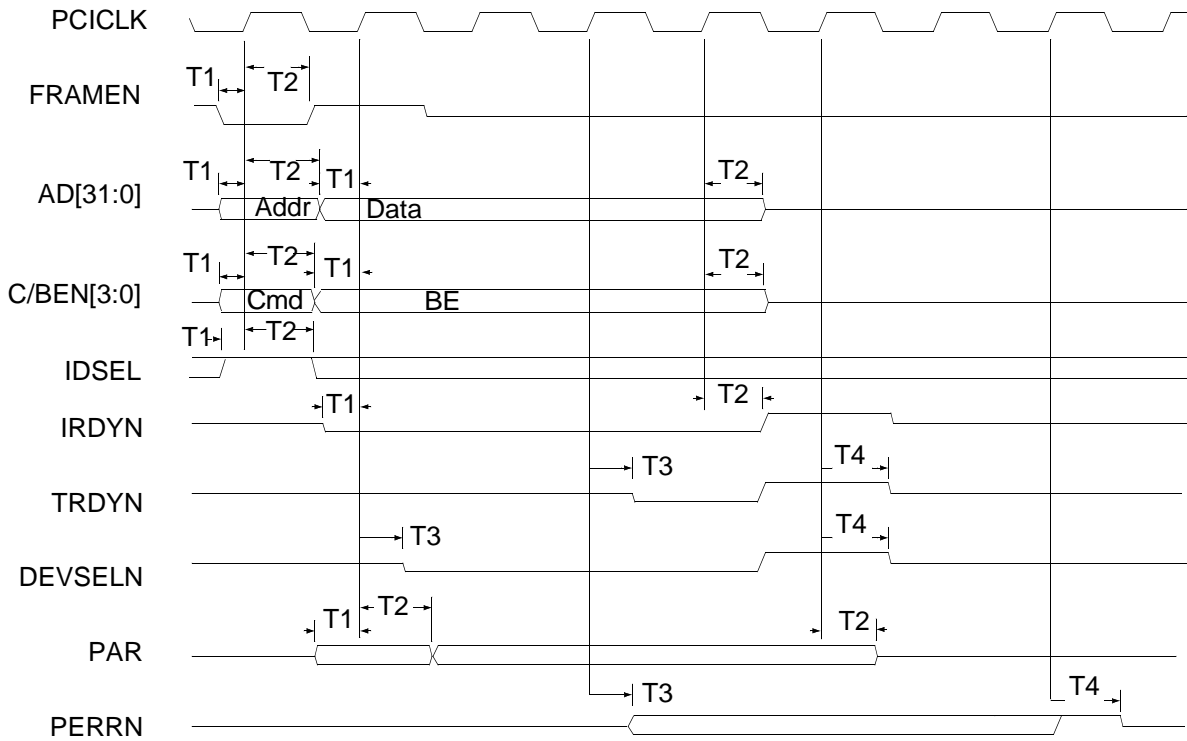 PCICLK
T1 T2
FRAMEN
T1 T2 T1 T2
AD[31:0]
Addr Data
T1 T2 T1 T2
C/BEN[3:0]
Cmd BE
T1 T2
IDSEL
T1 T2
IRDYN
T3 T4
TRDYN
T3 T4
DEVSELN
T1 T2 T2
PAR
T3 T4
PERRN